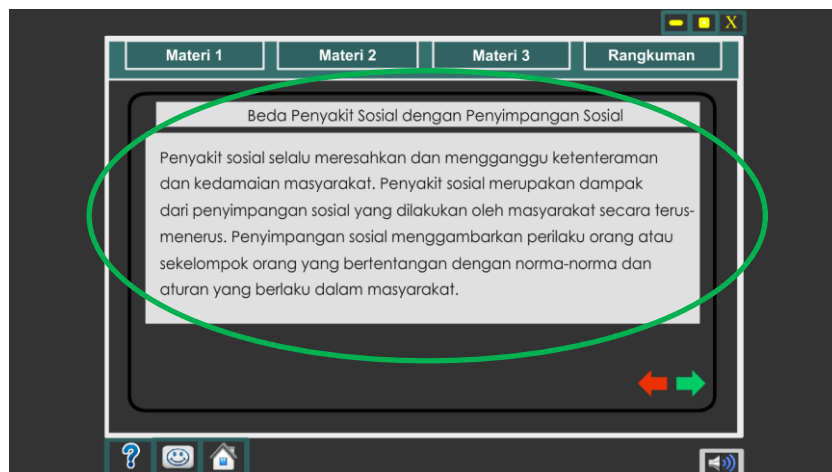 X
Materi 1
Materi 2
Materi 3
Rangkuman
Beda Penyakit Sosial dengan Penyimpangan Sosial
Penyakit sosial selalu meresahkan dan mengganggu ketenteraman
dan kedamaian masyarakat. Penyakit sosial merupakan dampak
dari penyimpangan sosial yang dilakukan oleh masyarakat secara terus-
menerus. Penyimpangan sosial menggambarkan perilaku orang atau
sekelompok orang yang bertentangan dengan norma-norma dan
aturan yang berlaku dalam masyarakat.
?